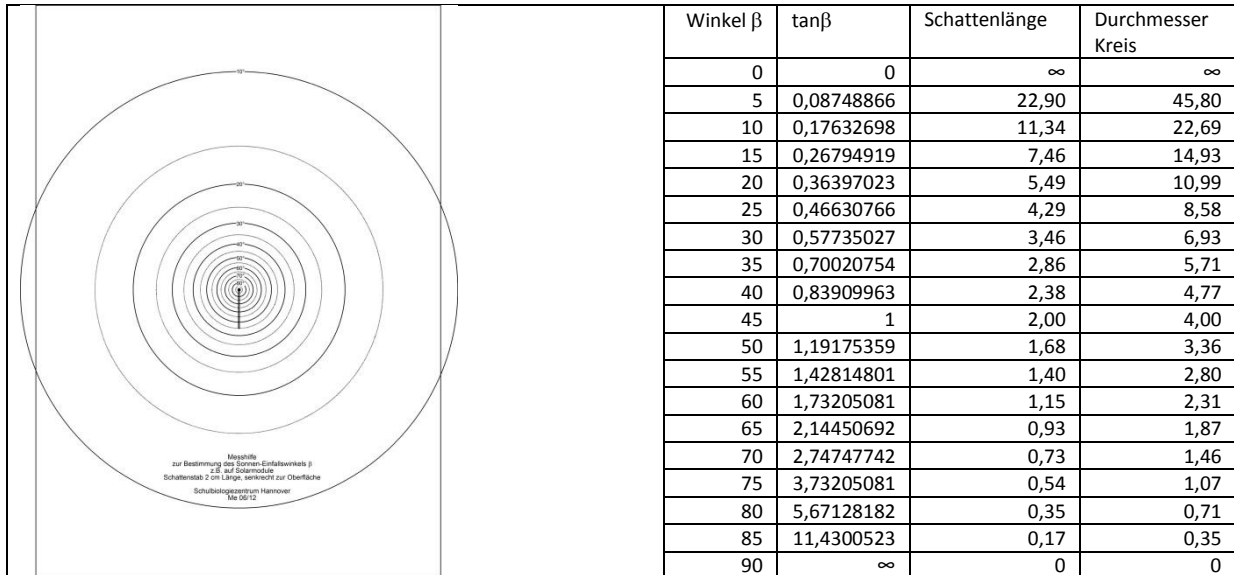 10°
20°
30°
40°
50°
60°
70°
Messhilfe
zur Bestimmung des Sonnen-Einfallswinkels β
z.B. auf Solarmodule
Schattenstab 2 cm Länge, senkrecht zur Oberfläche
Schulbiologiezentrum Hannover
Me 06/12
Winkel β tanβ Schattenlänge Durchmesser Kreis
0 0 ∞ ∞
5 0,08748866 22,90 45,80
10 0,17632698 11,34 22,69
15 0,26794919 7,46 14,93
20 0,36397023 5,49 10,99
25 0,46630766 4,29 8,58
30 0,57735027 3,46 6,93
35 0,70020754 2,86 5,71
40 0,83909963 2,38 4,77
45 1 2,00 4,00
50 1,19175359 1,68 3,36
55 1,42814801 1,40 2,80
60 1,73205081 1,15 2,31
65 2,14450692 0,93 1,87
70 2,74747742 0,73 1,46
75 3,73205081 0,54 1,07
80 5,67128182 0,35 0,71
85 11,4300523 0,17 0,35
90 ∞ 0 0